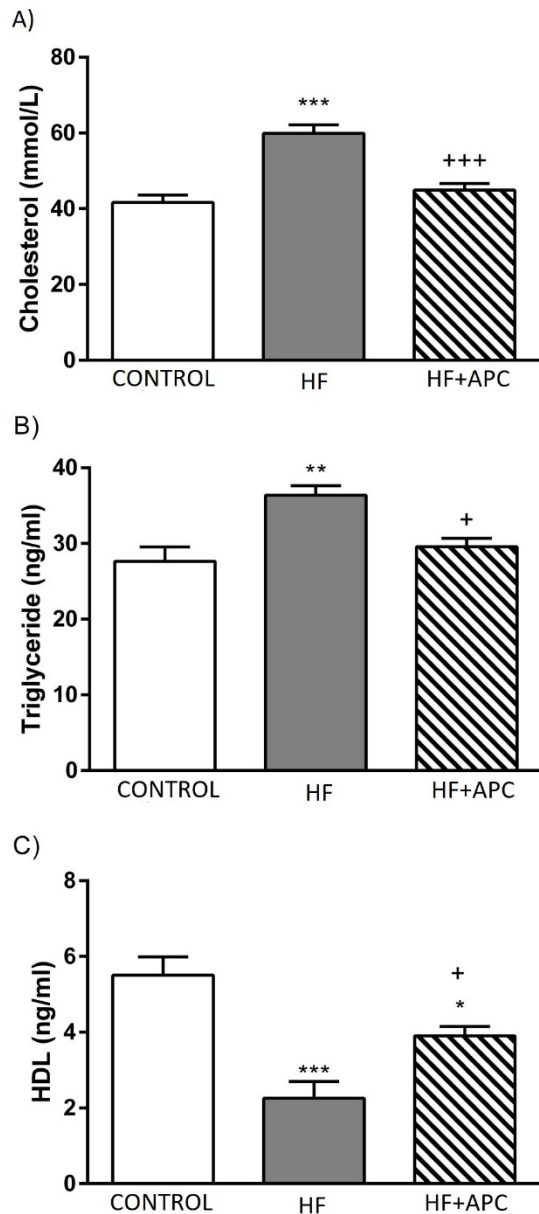 A)
Cholesterol (mmol/L)
80
60
40
20
0
***
+++
CONTROL HF HF+APC
B)
Triglyceride (ng/ml)
40
30
20
10
0
**
+
CONTROL HF HF+APC
C)
HDL (ng/ml)
8
6
4
2
0
***
+
*
CONTROL HF HF+APC